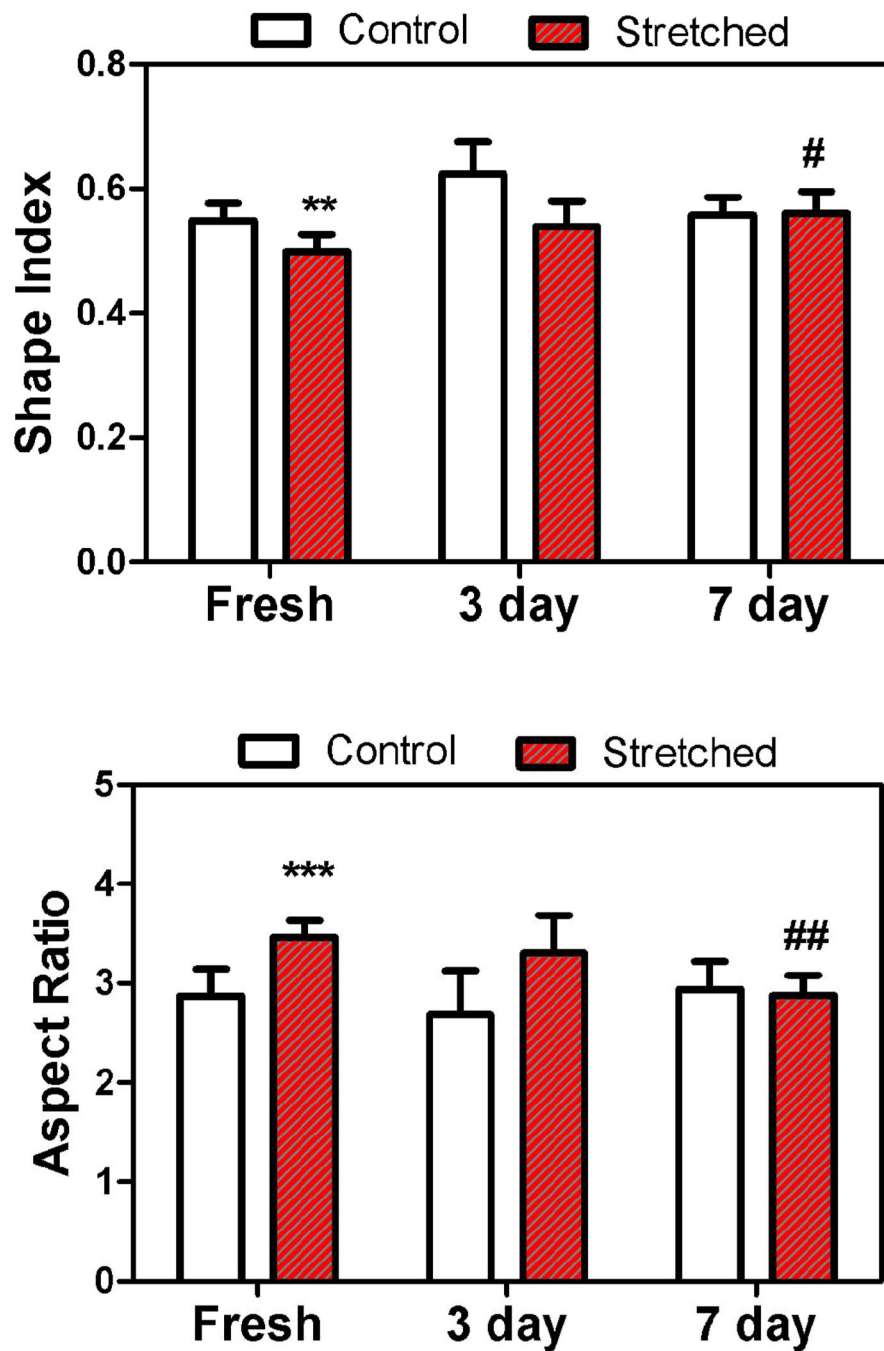 Control Stretched
Shape Index
0.8
0.6
0.4
0.2
0.0
**
#
Fresh 3 day 7 day
Control Stretched
Aspect Ratio
5
4
3
2
1
0
***
##
Fresh 3 day 7 day